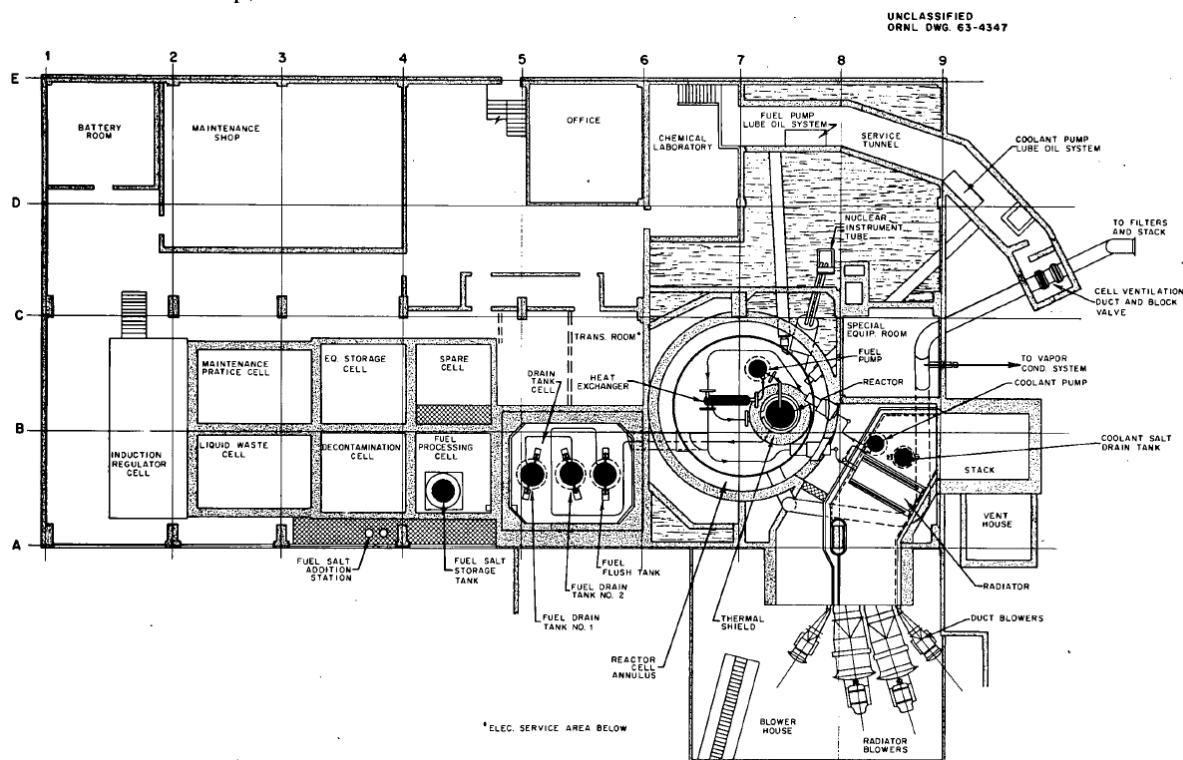 UNCLASSIFIED
ORNL DWG. 63-4347
1
2
3
4
5
6
7
8
9
E
D
C
B
A
BATTERY
ROOM
MAINTENANCE
SHOP
OFFICE
CHEMICAL
LABORATORY
FUEL PUMP
LUBE OIL SYSTEM
SERVICE
TUNNEL
COOLANT PUMP
LUBE OIL SYSTEM
NUCLEAR
INSTRUMENT
TUBE
TO FILTERS
AND STACK
CELL VENTILATION
DUCT AND BLOCK
VALVE
TRANS. ROOM*
SPECIAL
EQUIP. ROOM
FUEL
PUMP
TO VAPOR
COND. SYSTEM
COOLANT PUMP
MAINTENANCE
PRATICE CELL
EQ. STORAGE
CELL
SPARE
CELL
DRAIN
TANK
CELL
HEAT
EXCHANGER
REACTOR
INDUCTION
REGULATOR
CELL
LIQUID WASTE
CELL
DECONTAMINATION
CELL
FUEL
PROCESSING
CELL
COOLANT SALT
DRAIN TANK
STACK
VENT
HOUSE
FUEL SALT
ADDITION
STATION
FUEL SALT
STORAGE
TANK
FUEL
FLUSH TANK
FUEL DRAIN
TANK NO. 2
FUEL DRAIN
TANK NO. 1
THERMAL
SHIELD
RADIATOR
DUCT BLOWERS
REACTOR
CELL
ANNULUS
BLOWER
HOUSE
RADIATOR
BLOWERS
*ELEC. SERVICE AREA BELOW